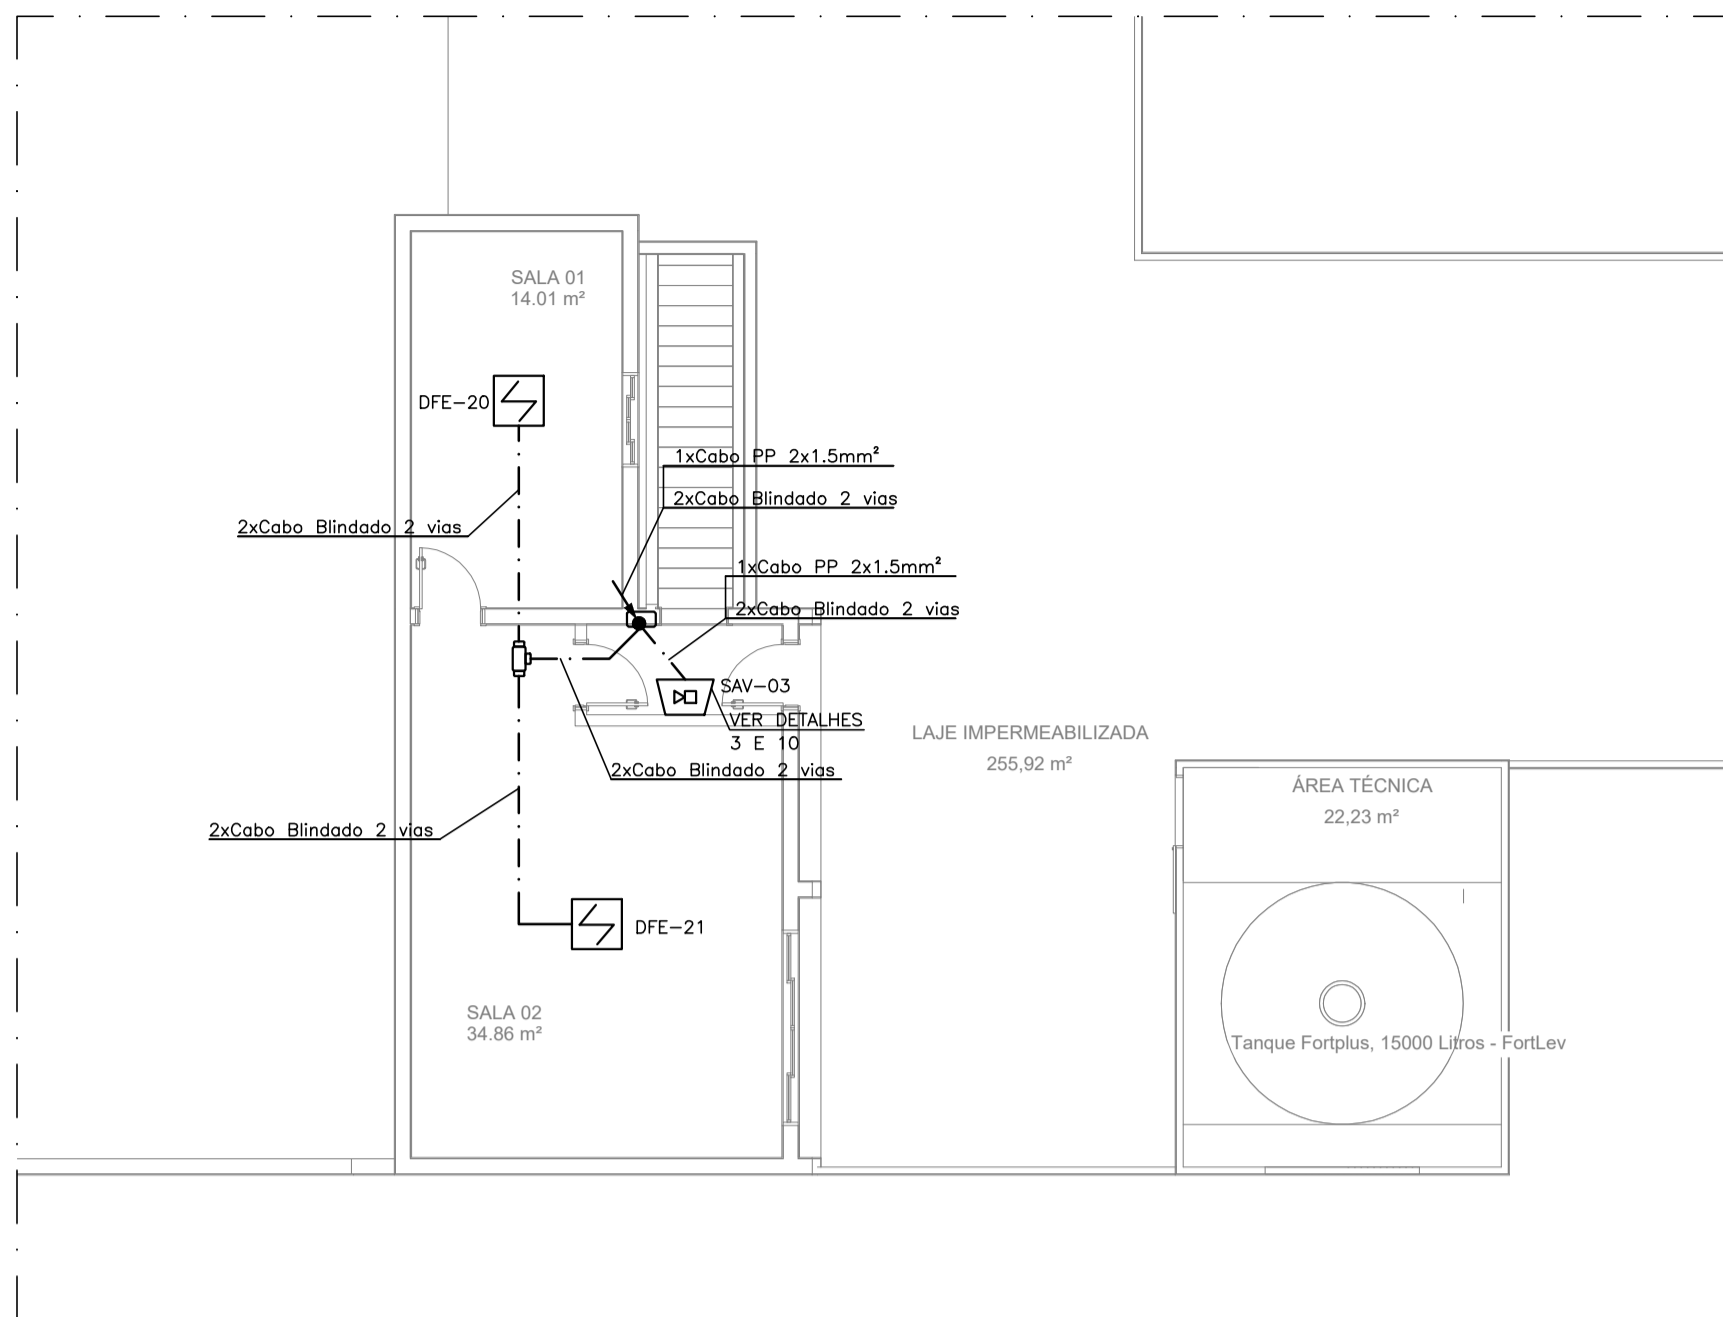 SALA 01
14.01 m²
DFE-20
1xCabo PP 2x1.5mm²
2xCabo Blindado 2 vias
2xCabo Blindado 2 vias
1xCabo PP 2x1.5mm²
2xCabo Blindado 2 vias
SAV-03
VER DETALHES
3 E 10
2xCabo Blindado 2 vias
LAJE IMPERMEABILIZADA
255,92 m²
ÁREA TÉCNICA
22,23 m²
2xCabo Blindado 2 vias
DFE-21
SALA 02
34.86 m²
Tanque Fortplus, 15000 Litros - FortLev